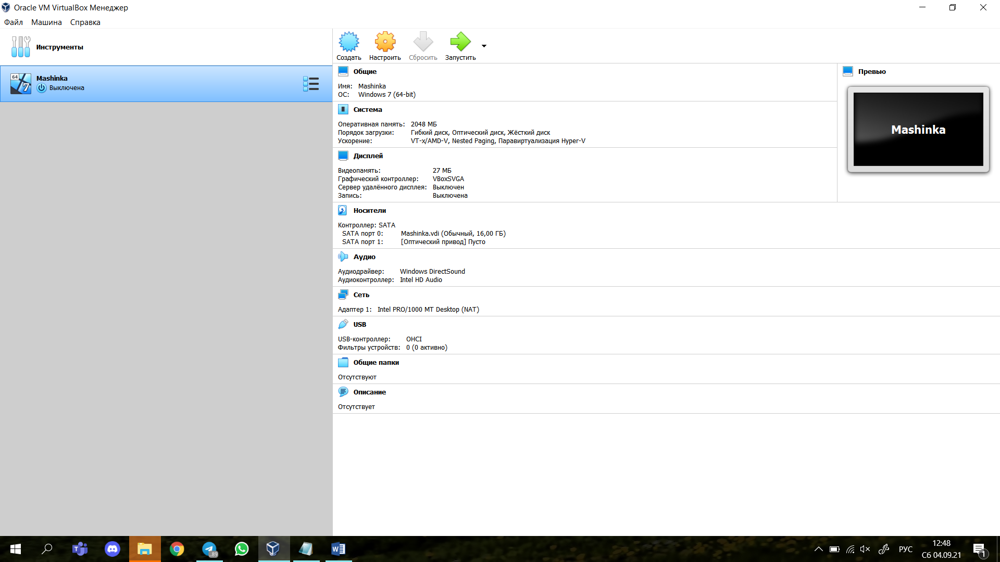 Oracle VM VirtualBox Менеджер
Файл Машина Справка
Инструменты
64 7
Mashinka
Выключена
Создать Настроить Сбросить Запустить
Общие
Имя: Mashinka
ОС: Windows 7 (64-bit)
Система
Оперативная память: 2048 МБ
Порядок загрузки: Гибкий диск, Оптический диск, Жёсткий диск
Ускорение: VT-x/AMD-V, Nested Paging, Паравиртуализация Hyper-V
Дисплей
Видеопамять: 27 МБ
Графический контроллер: VBoxSVGA
Сервер удалённого дисплея: Выключен
Запись: Выключена
Превью
Mashinka
Носители
Контроллер: SATA
SATA порт 0: Mashinka.vdi (Обычный, 16,00 ГБ)
SATA порт 1: [Оптический привод] Пусто
Аудио
Аудиодрайвер: Windows DirectSound
Аудиоконтроллер: Intel HD Audio
Сеть
Адаптер 1: Intel PRO/1000 MT Desktop (NAT)
USB
USB-контроллер: OHCI
Фильтры устройств: 0 (0 активно)
Общие папки
Отсутствуют
Описание
Отсутствует
89
РУС
12:48
Сб 04.09.21
1